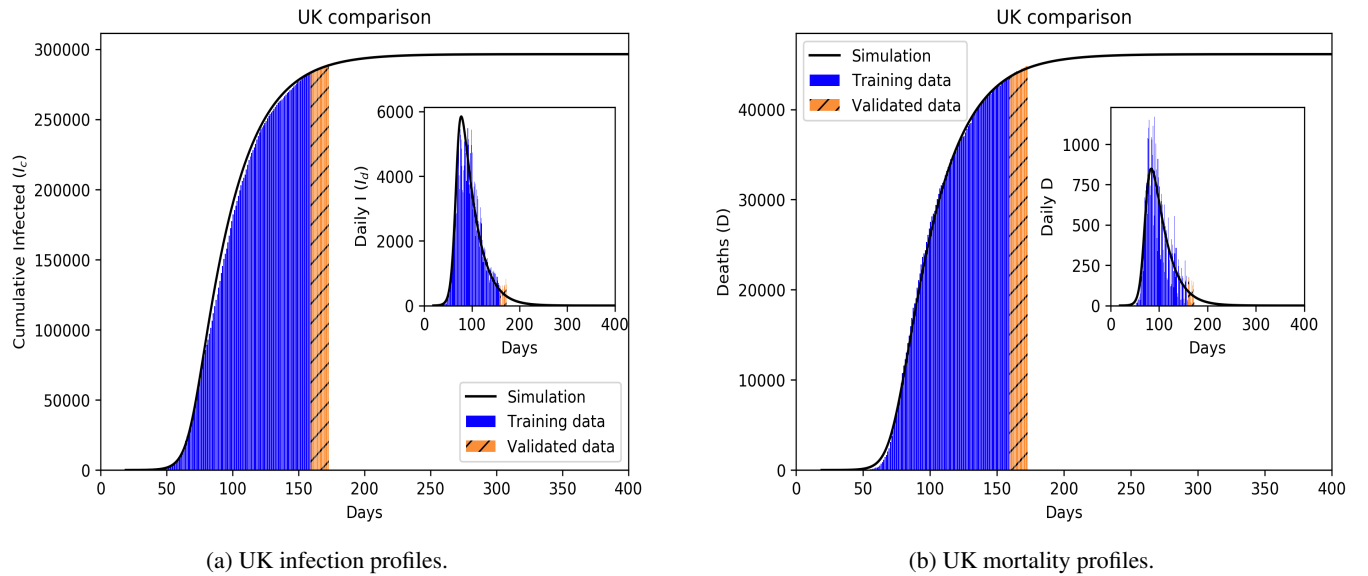 UK comparison
300000
250000
200000
150000
100000
50000
0
Cumulative Infected (I_c)
0 50 100 150 200 250 300 350 400
Days
6000
4000
2000
0
Daily I (I_d)
0 100 200 300 400
Days
Simulation
Training data
Validated data
(a) UK infection profiles.
UK comparison
Simulation
Training data
Validated data
40000
30000
20000
10000
0
Deaths (D)
0 50 100 150 200 250 300 350 400
Days
1000
750
500
250
0
Daily D
0 100 200 300 400
Days
(b) UK mortality profiles.